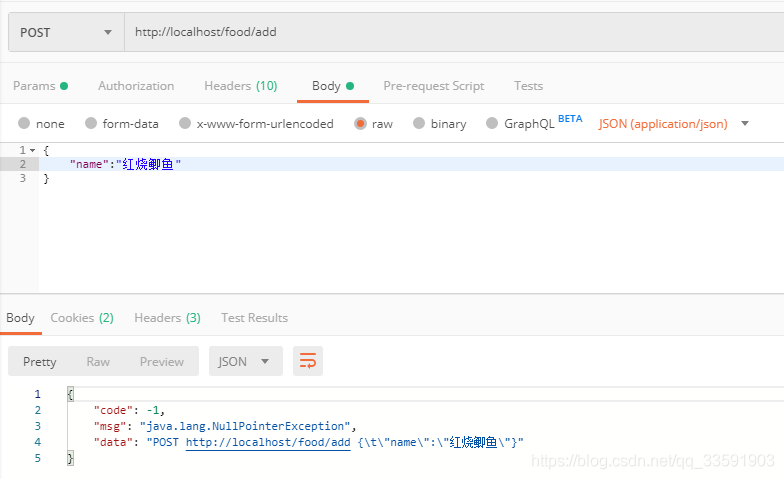 POST http://localhost/food/add
Params Authorization Headers (10) Body Pre-request Script Tests
none form-data x-www-form-urlencoded raw binary GraphQL BETA JSON (application/json)
1 {
2 "name":"红烧鲫鱼"
3 }
Body Cookies (2) Headers (3) Test Results
Pretty Raw Preview JSON
1 {
2 "code": -1,
3 "msg": "java.lang.NullPointerException",
4 "data": "POST http://localhost/food/add {\t\"name\":\"红烧鲫鱼\"}"
5 }
https://blog.csdn.net/qq_33591903